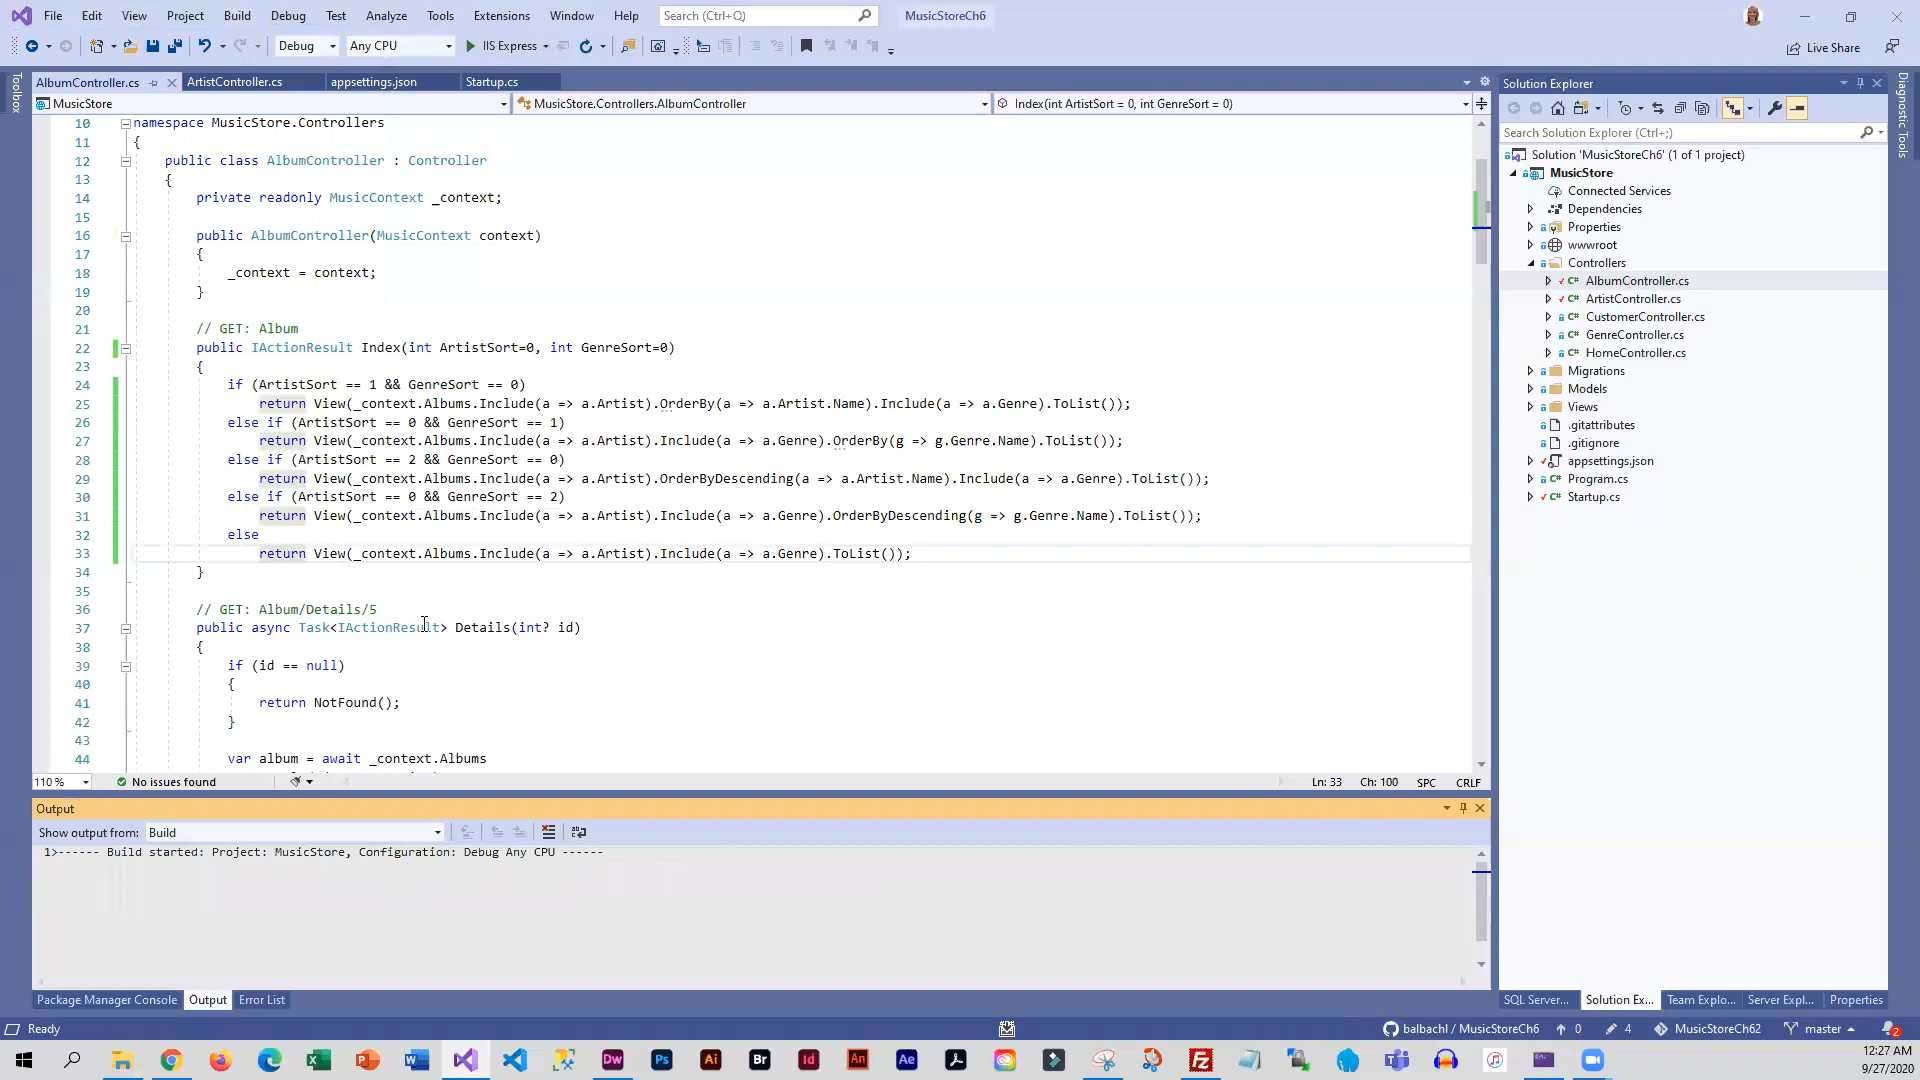 File Edit View Project Build Debug Test Analyze Tools Extensions Window Help Search (Ctrl+Q) MusicStoreCh6
Debug Any CPU IIS Express Live Share
Toolbox
AlbumController.cs ArtistController.cs appsettings.json Startup.cs
MusicStore MusicStore.Controllers.AlbumController Index(int ArtistSort = 0, int GenreSort = 0)
10 namespace MusicStore.Controllers
11 {
12 public class AlbumController : Controller
13 {
14 private readonly MusicContext _context;
15
16 public AlbumController(MusicContext context)
17 {
18 _context = context;
19 }
20
21 // GET: Album
22 public IActionResult Index(int ArtistSort=0, int GenreSort=0)
23 {
24 if (ArtistSort == 1 && GenreSort == 0)
25 return View(_context.Albums.Include(a => a.Artist).OrderBy(a => a.Artist.Name).Include(a => a.Genre).ToList());
26 else if (ArtistSort == 0 && GenreSort == 1)
27 return View(_context.Albums.Include(a => a.Artist).Include(a => a.Genre).OrderBy(g => g.Genre.Name).ToList());
28 else if (ArtistSort == 2 && GenreSort == 0)
29 return View(_context.Albums.Include(a => a.Artist).OrderByDescending(a => a.Artist.Name).Include(a => a.Genre).ToList());
30 else if (ArtistSort == 0 && GenreSort == 2)
31 return View(_context.Albums.Include(a => a.Artist).Include(a => a.Genre).OrderByDescending(g => g.Genre.Name).ToList());
32 else
33 return View(_context.Albums.Include(a => a.Artist).Include(a => a.Genre).ToList());
34 }
35
36 // GET: Album/Details/5
37 public async Task<IActionResult> Details(int? id)
38 {
39 if (id == null)
40 {
41 return NotFound();
42 }
43
44 var album = await _context.Albums
110 % No issues found Ln: 33 Ch: 100 SPC CRLF
Output
Show output from: Build
1>------ Build started: Project: MusicStore, Configuration: Debug Any CPU ------
Package Manager Console Output Error List
Solution Explorer
Search Solution Explorer (Ctrl+;)
Solution 'MusicStoreCh6' (1 of 1 project)
MusicStore
Connected Services
Dependencies
Properties
wwwroot
Controllers
AlbumController.cs
ArtistController.cs
CustomerController.cs
GenreController.cs
HomeController.cs
Migrations
Models
Views
.gitattributes
.gitignore
appsettings.json
Program.cs
Startup.cs
SQL Server... Solution Ex... Team Explo... Server Expl... Properties
Diagnostic Tools
Ready balbachl / MusicStoreCh6 0 4 MusicStoreCh62 master 2
12:27 AM
9/27/2020